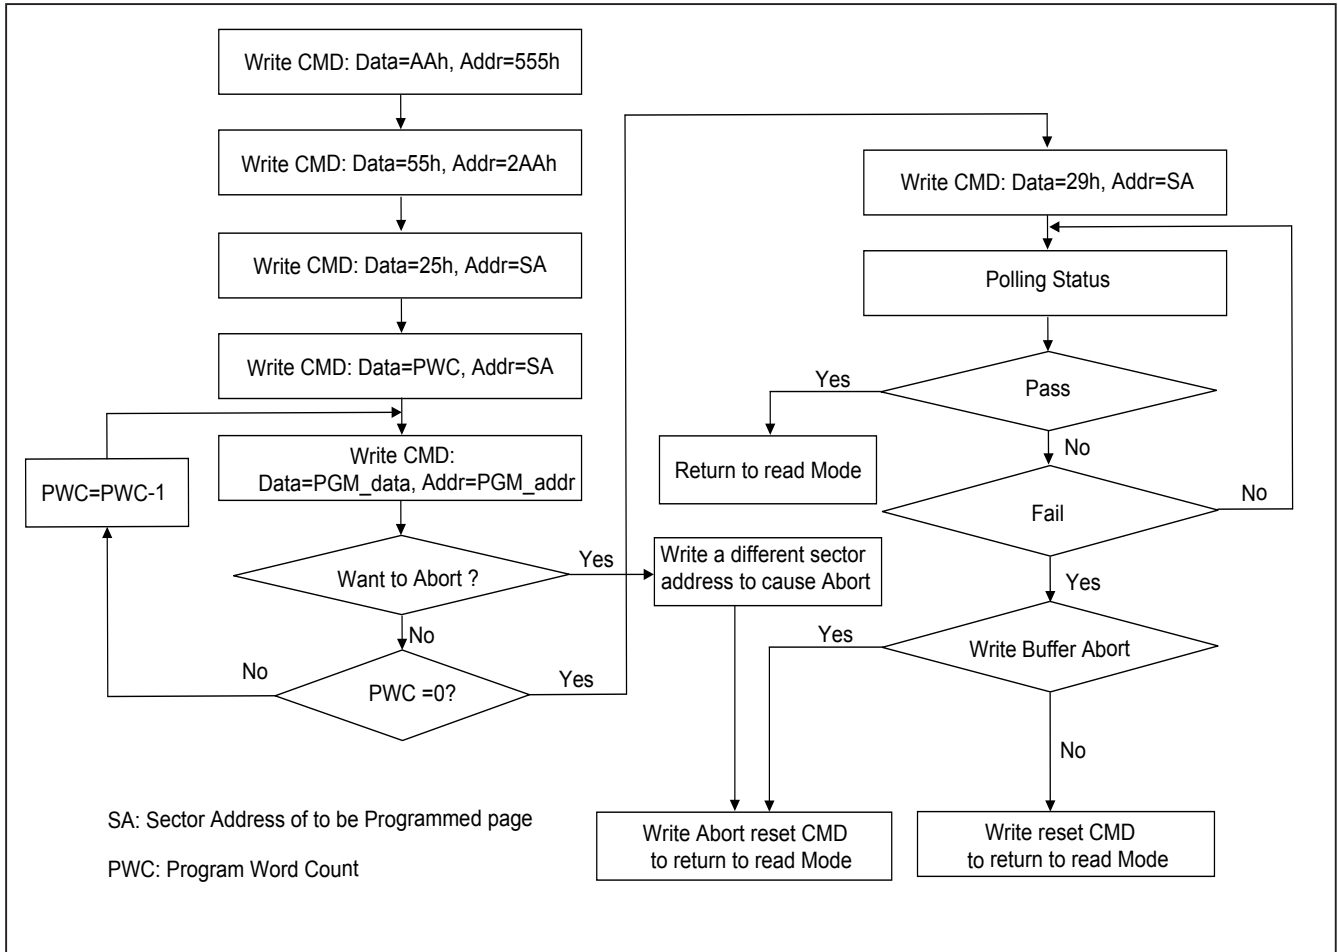 Write CMD: Data=AAh, Addr=555h
Write CMD: Data=55h, Addr=2AAh
Write CMD: Data=25h, Addr=SA
Write CMD: Data=PWC, Addr=SA
Write CMD:
Data=PGM_data, Addr=PGM_addr
PWC=PWC-1
Want to Abort ?
Yes
No
PWC =0?
No
Yes
Write a different sector
address to cause Abort
Write CMD: Data=29h, Addr=SA
Polling Status
Pass
Yes
No
Return to read Mode
Fail
No
Yes
Write Buffer Abort
Yes
No
Write Abort reset CMD
to return to read Mode
Write reset CMD
to return to read Mode
SA: Sector Address of to be Programmed page
PWC: Program Word Count